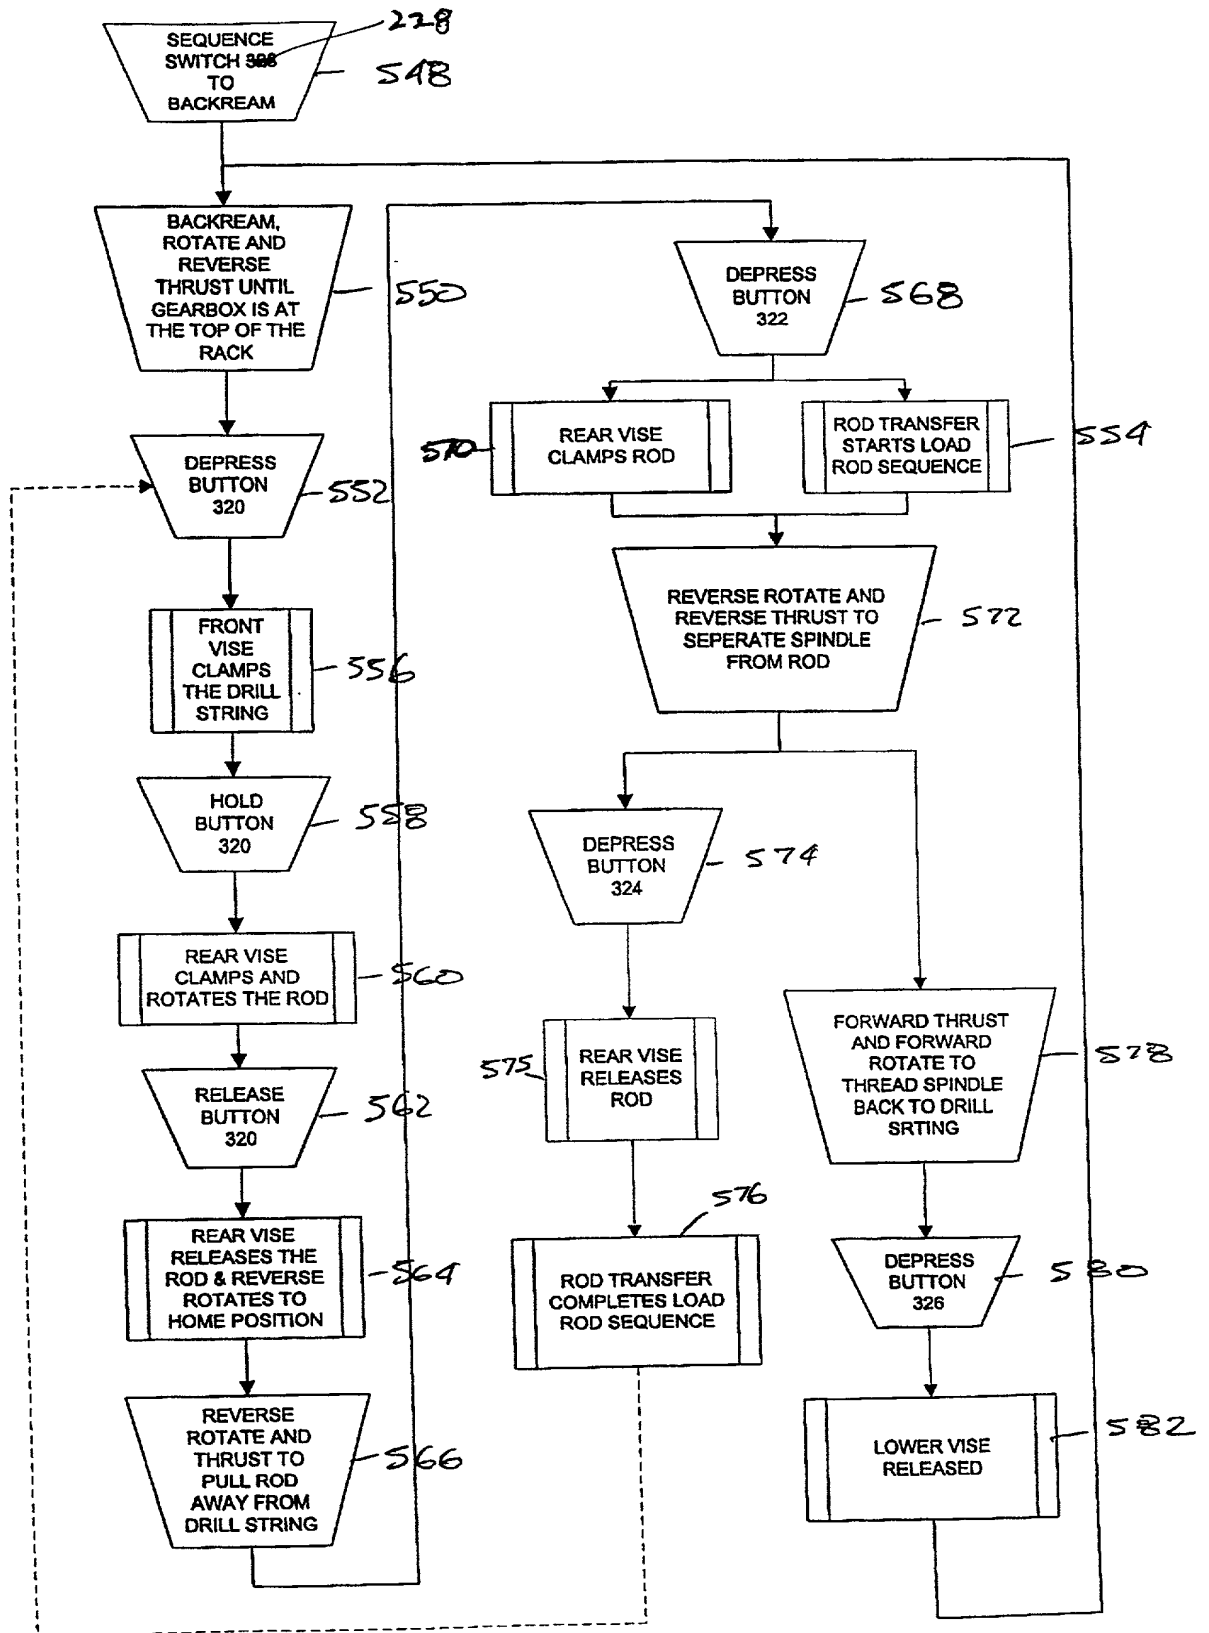 SEQUENCE
SWITCH 328
TO
BACKREAM
228
548
BACKREAM,
ROTATE AND
REVERSE
THRUST UNTIL
GEARBOX IS AT
THE TOP OF THE
RACK
550
DEPRESS
BUTTON
320
552
FRONT
VISE
CLAMPS
THE DRILL
STRING
556
HOLD
BUTTON
320
558
REAR VISE
CLAMPS AND
ROTATES THE ROD
560
RELEASE
BUTTON
320
562
REAR VISE
RELEASES THE
ROD & REVERSE
ROTATES TO
HOME POSITION
564
REVERSE
ROTATE AND
THRUST TO
PULL ROD
AWAY FROM
DRILL STRING
566
DEPRESS
BUTTON
322
568
570
REAR VISE
CLAMPS ROD
ROD TRANSFER
STARTS LOAD
ROD SEQUENCE
554
REVERSE ROTATE AND
REVERSE THRUST TO
SEPERATE SPINDLE
FROM ROD
572
DEPRESS
BUTTON
324
574
575
REAR VISE
RELEASES
ROD
576
ROD TRANSFER
COMPLETES LOAD
ROD SEQUENCE
FORWARD THRUST
AND FORWARD
ROTATE TO
THREAD SPINDLE
BACK TO DRILL
SRTING
578
DEPRESS
BUTTON
326
580
LOWER VISE
RELEASED
582